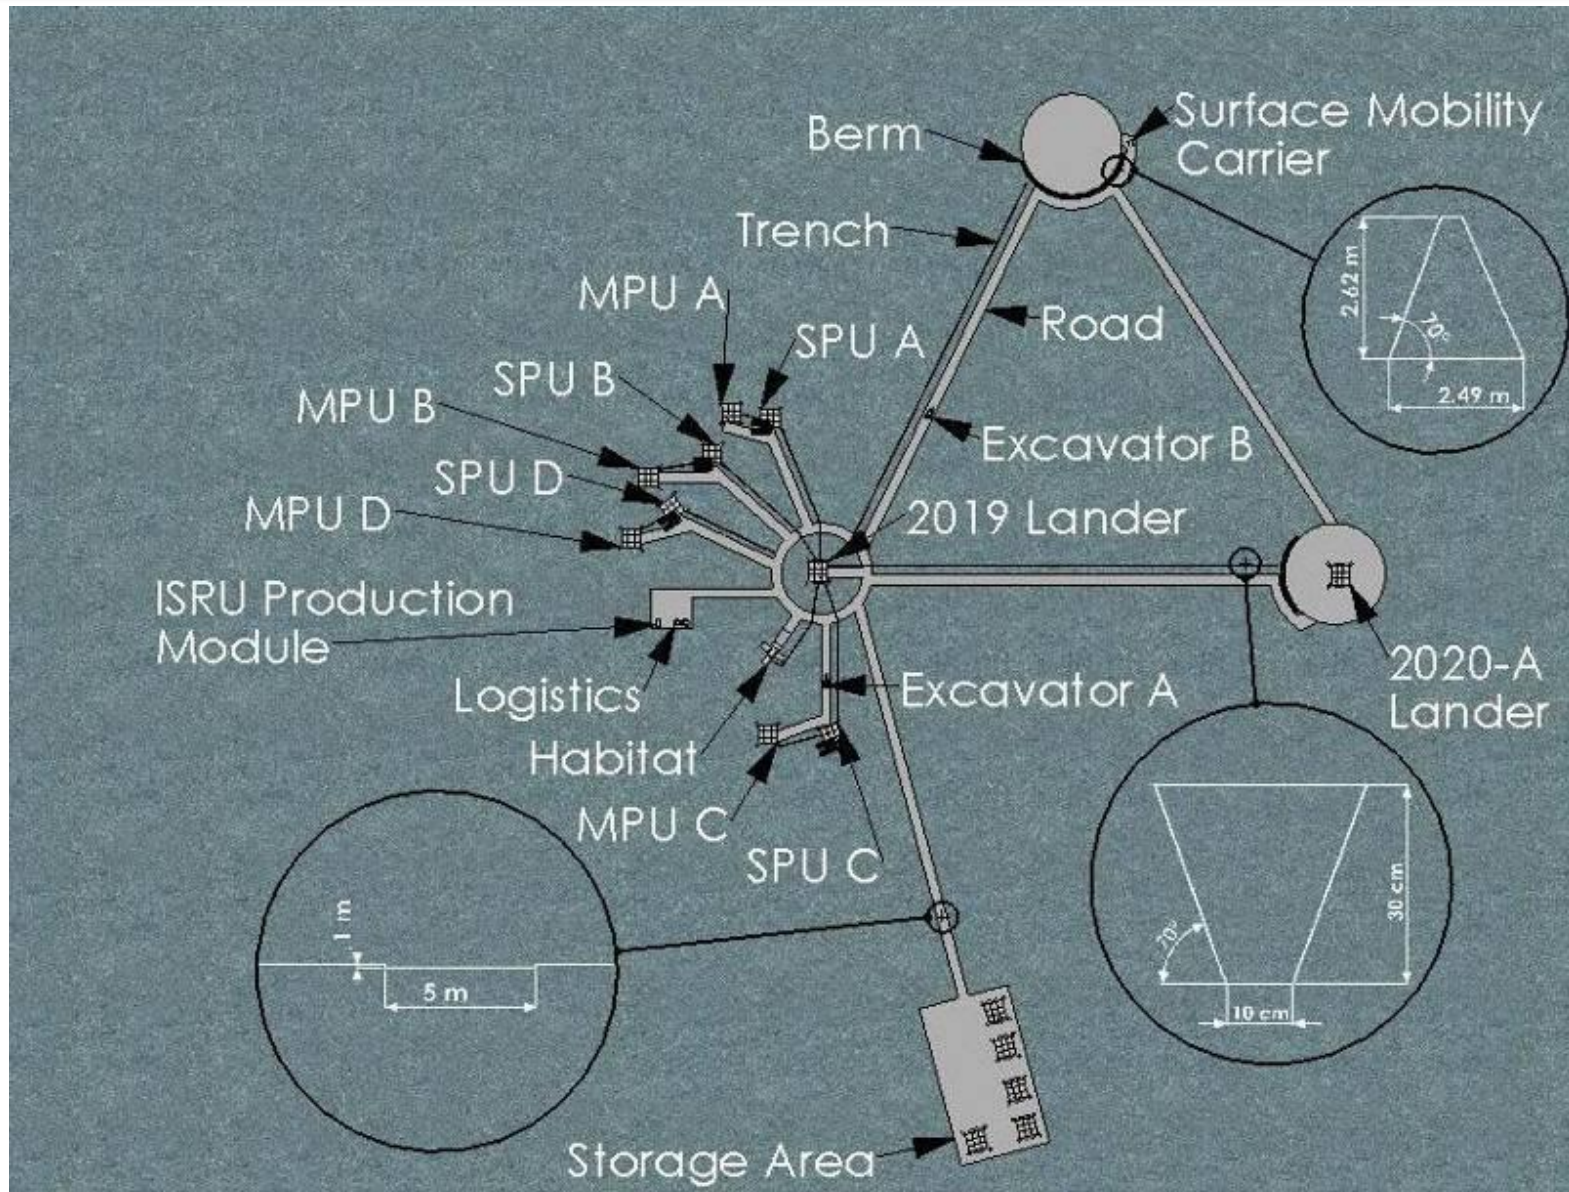 Surface Mobility
Carrier
Berm
Trench
2.62 m
70°
2.49 m
MPU A
Road
SPU A
SPU B
MPU B
Excavator B
SPU D
MPU D
2019 Lander
ISRU Production
Module
2020-A
Lander
Logistics
Excavator A
Habitat
MPU C
SPU C
.1 m
5 m
70°
30 cm
10 cm
Storage Area